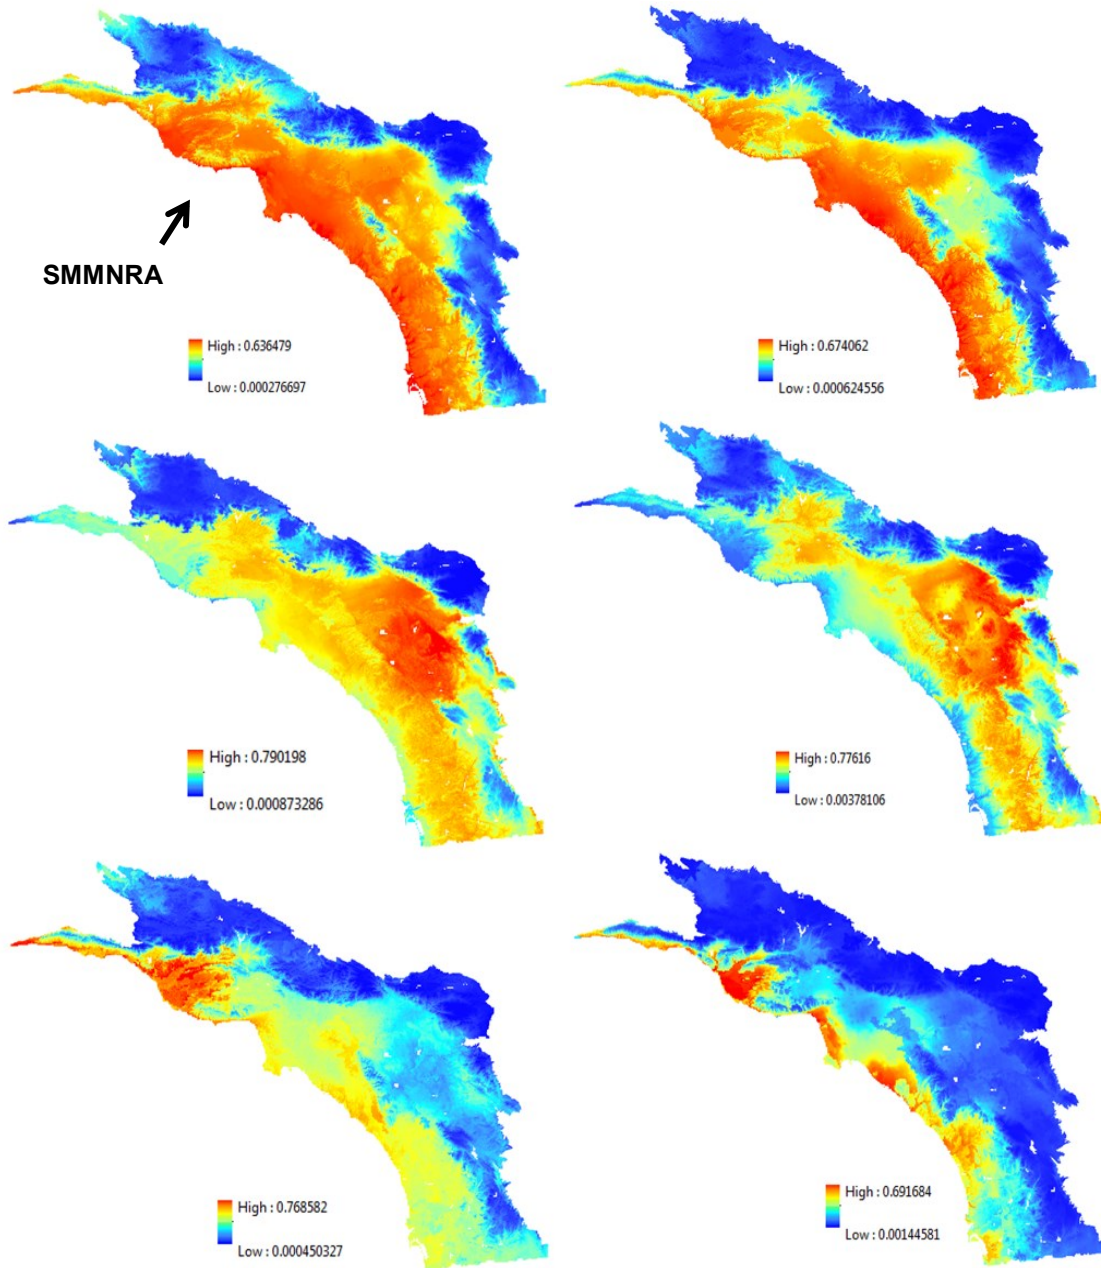 SMMNRA
High : 0.636479
Low : 0.000276697
High : 0.674062
Low : 0.000624556
High : 0.790198
Low : 0.000873286
High : 0.77616
Low : 0.00378106
High : 0.768582
Low : 0.000450327
High : 0.691684
Low : 0.00144581